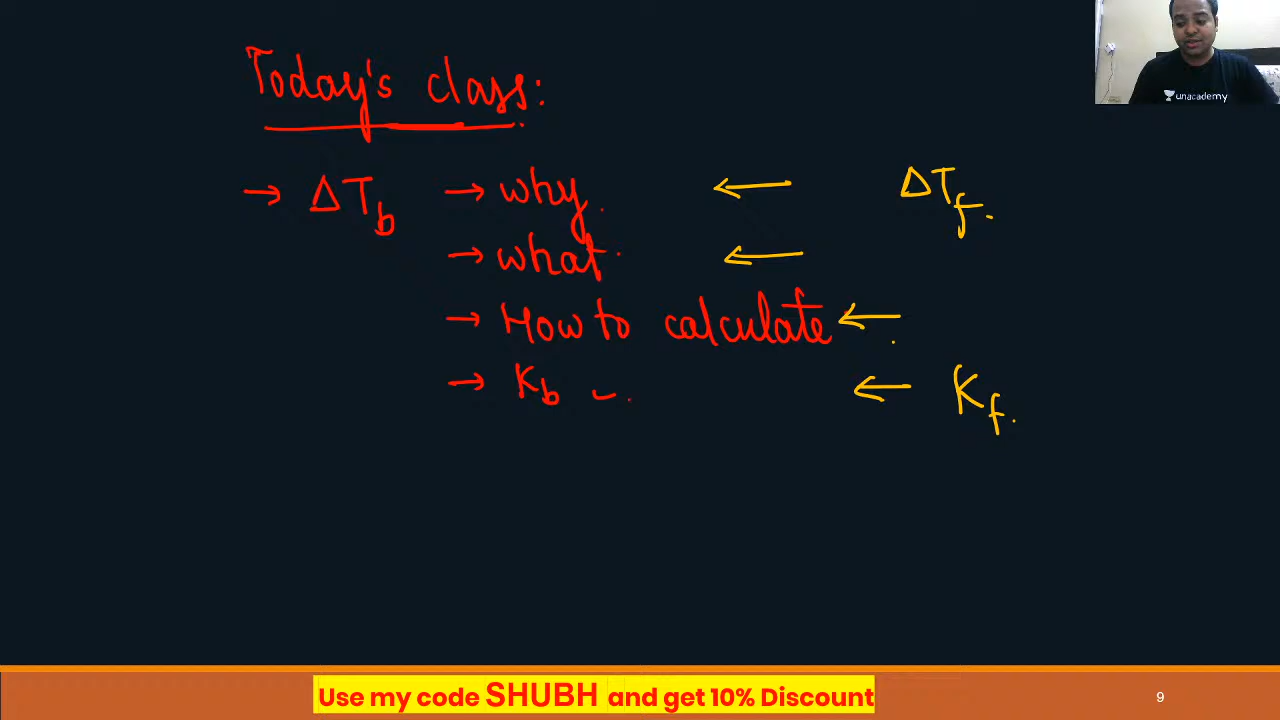 Today's class:
→ ΔTb → why. ← ΔTf.
→ what. ←
→ How to calculate ←
→ Kb ← Kf.
unacademy
Use my code SHUBH and get 10% Discount
9